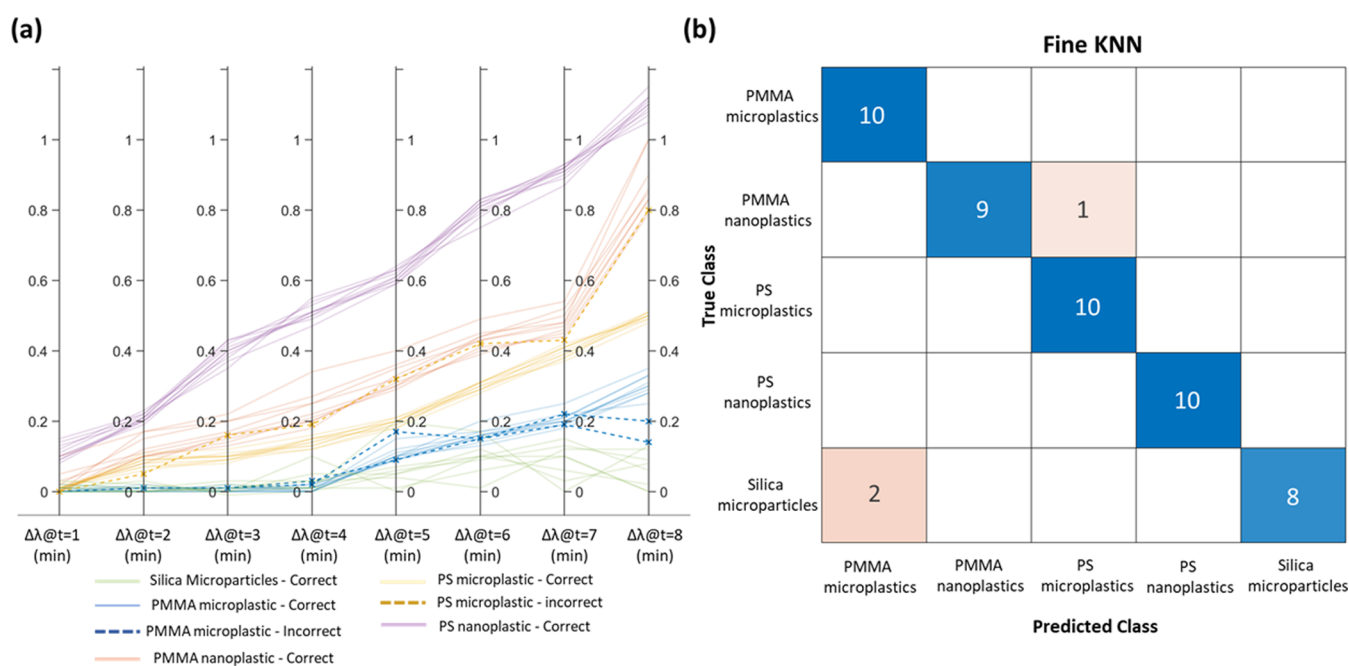 (a)
1
1
1
1
1
1
1
1
0.8
0.8
0.8
0.8
0.8
0.8
0.8
0.8
0.6
0.6
0.6
0.6
0.6
0.6
0.6
0.6
0.4
0.4
0.4
0.4
0.4
0.4
0.4
0.4
0.2
0.2
0.2
0.2
0.2
0.2
0.2
0.2
0
0
0
0
0
0
0
0
Δλ@t=1
(min)
Δλ@t=2
(min)
Δλ@t=3
(min)
Δλ@t=4
(min)
Δλ@t=5
(min)
Δλ@t=6
(min)
Δλ@t=7
(min)
Δλ@t=8
(min)
Silica Microparticles - Correct
PMMA microplastic - Correct
PMMA microplastic - Incorrect
PMMA nanoplastic - Correct
PS microplastic - Correct
PS microplastic - incorrect
PS nanoplastic - Correct
(b)
Fine KNN
True Class
PMMA
microplastics
10
PMMA
nanoplastics
9
1
PS
microplastics
10
PS
nanoplastics
10
Silica
microparticles
2
8
PMMA
microplastics
PMMA
nanoplastics
PS
microplastics
PS
nanoplastics
Silica
microparticles
Predicted Class